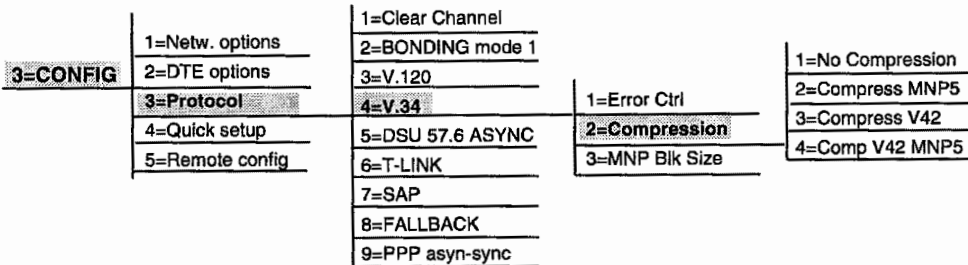 3=CONFIG
1=Netw. options
2=DTE options
3=Protocol
4=Quick setup
5=Remote config
1=Clear Channel
2=BONDING mode 1
3=V.120
4=V.34
5=DSU 57.6 ASYNC
6=T-LINK
7=SAP
8=FALLBACK
9=PPP asyn-sync
1=Error Ctrl
2=Compression
3=MNP Blk Size
1=No Compression
2=Compress MNP5
3=Compress V42
4=Comp V42 MNP5